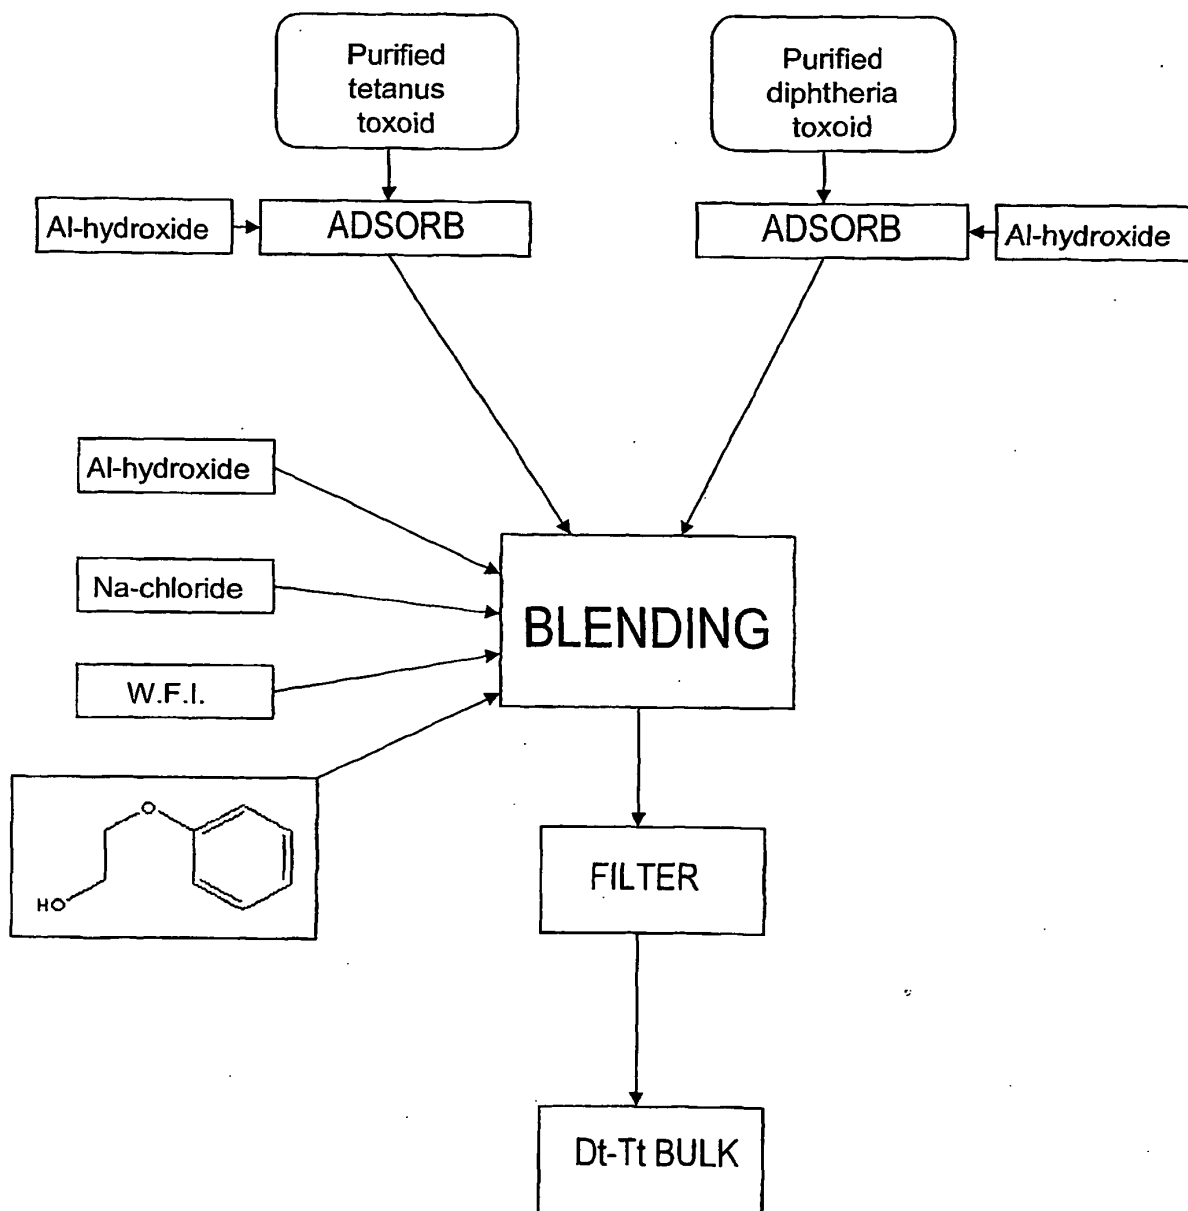 Purified
tetanus
toxoid
Purified
diphtheria
toxoid
Al-hydroxide
ADSORB
ADSORB
Al-hydroxide
Al-hydroxide
Na-chloride
BLENDING
W.F.I.
O
HO
FILTER
Dt-Tt BULK